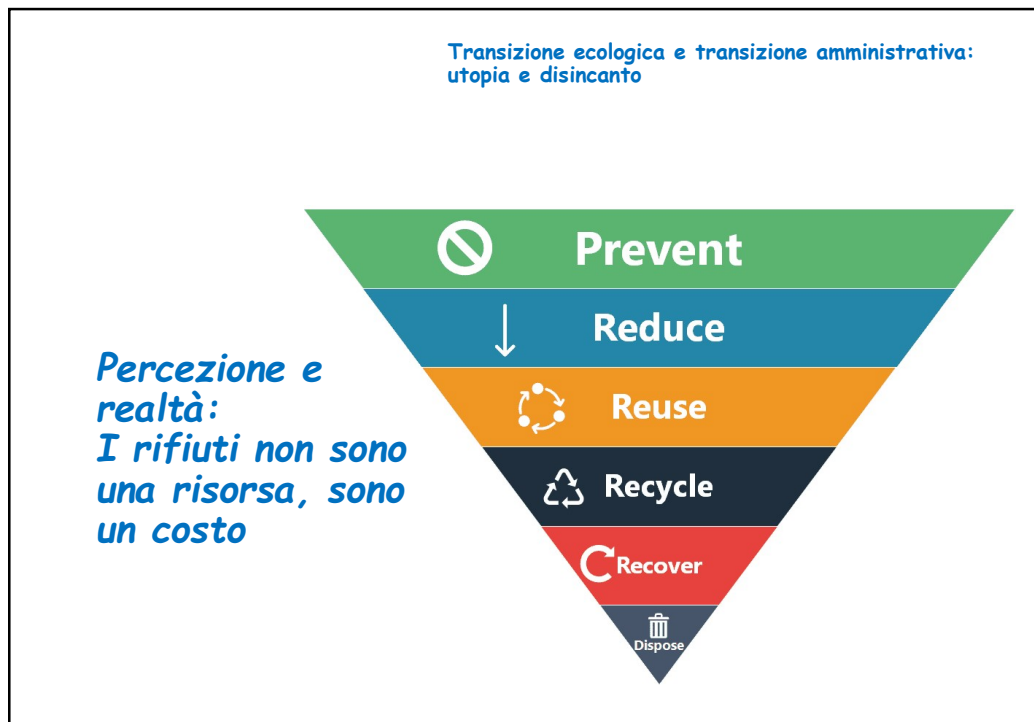 Transizione ecologica e transizione amministrativa:
utopia e disincanto
Prevent
Reduce
Percezione e
realtà:
I rifiuti non sono
una risorsa, sono
un costo
Reuse
Recycle
Recover
Dispose